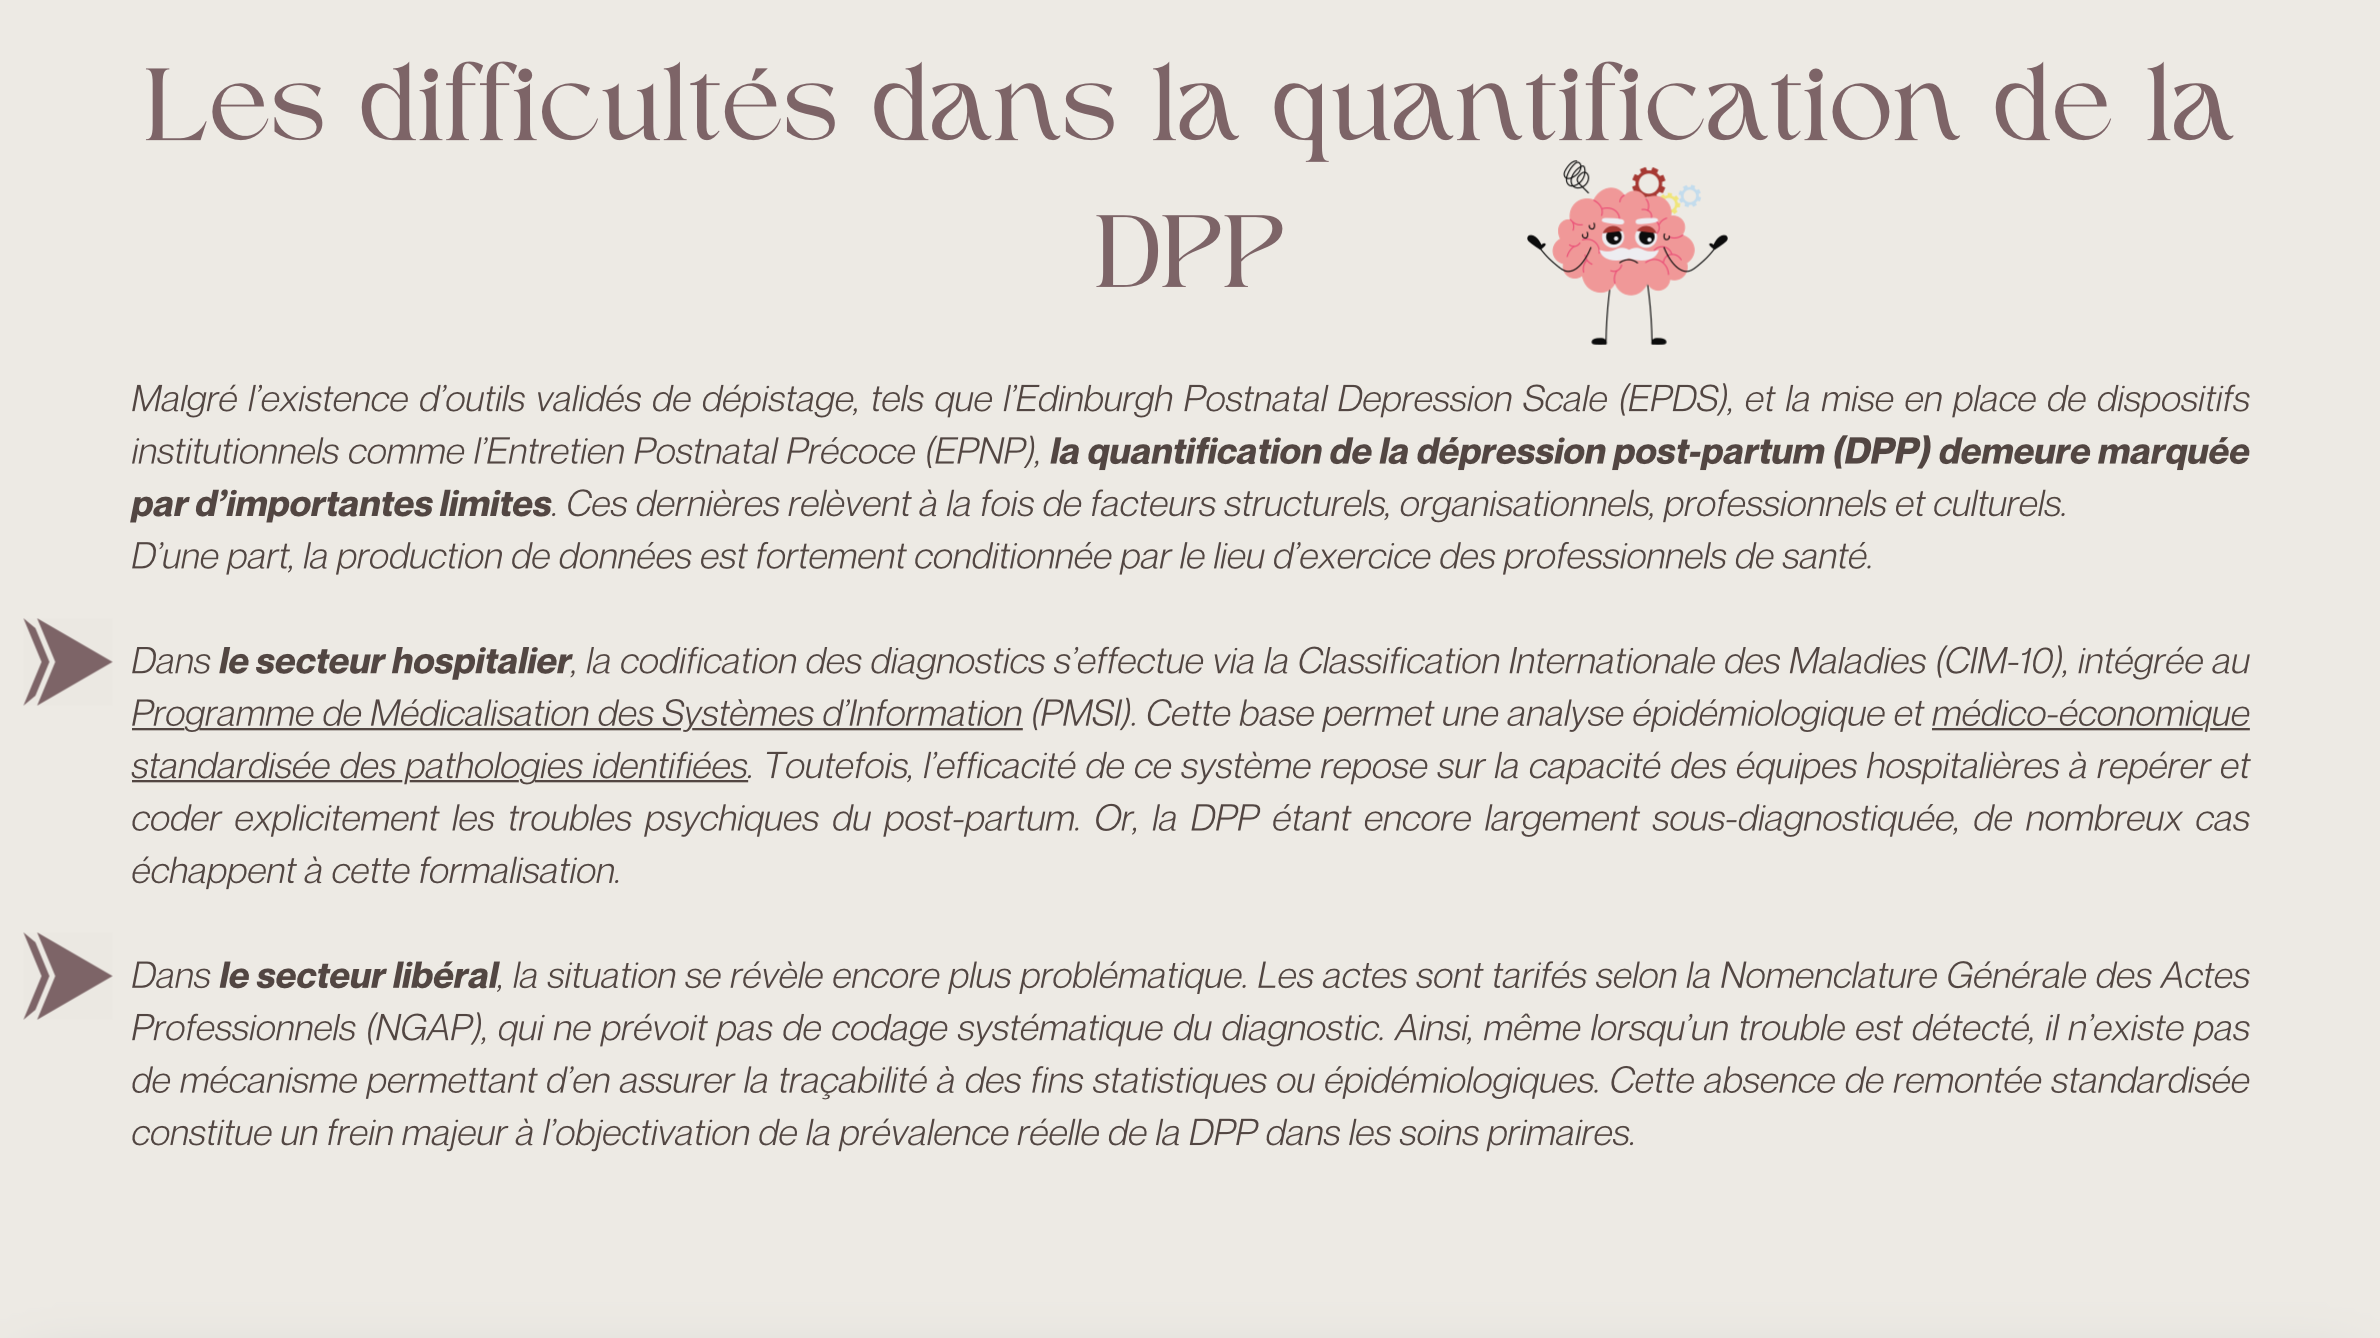 Les difficultés dans la quantification de la
DPP
Malgré l’existence d’outils validés de dépistage, tels que l’Edinburgh Postnatal Depression Scale (EPDS), et la mise en place de dispositifs
institutionnels comme l’Entretien Postnatal Précoce (EPNP), la quantification de la dépression post-partum (DPP) demeure marquée
par d’importantes limites. Ces dernières relèvent à la fois de facteurs structurels, organisationnels, professionnels et culturels.
D’une part, la production de données est fortement conditionnée par le lieu d’exercice des professionnels de santé.
Dans le secteur hospitalier, la codification des diagnostics s’effectue via la Classification Internationale des Maladies (CIM-10), intégrée au
Programme de Médicalisation des Systèmes d’Information (PMSI). Cette base permet une analyse épidémiologique et médico-économique
standardisée des pathologies identifiées. Toutefois, l’efficacité de ce système repose sur la capacité des équipes hospitalières à repérer et
coder explicitement les troubles psychiques du post-partum. Or, la DPP étant encore largement sous-diagnostiquée, de nombreux cas
échappent à cette formalisation.
Dans le secteur libéral, la situation se révèle encore plus problématique. Les actes sont tarifés selon la Nomenclature Générale des Actes
Professionnels (NGAP), qui ne prévoit pas de codage systématique du diagnostic. Ainsi, même lorsqu’un trouble est détecté, il n’existe pas
de mécanisme permettant d’en assurer la traçabilité à des fins statistiques ou épidémiologiques. Cette absence de remontée standardisée
constitue un frein majeur à l’objectivation de la prévalence réelle de la DPP dans les soins primaires.